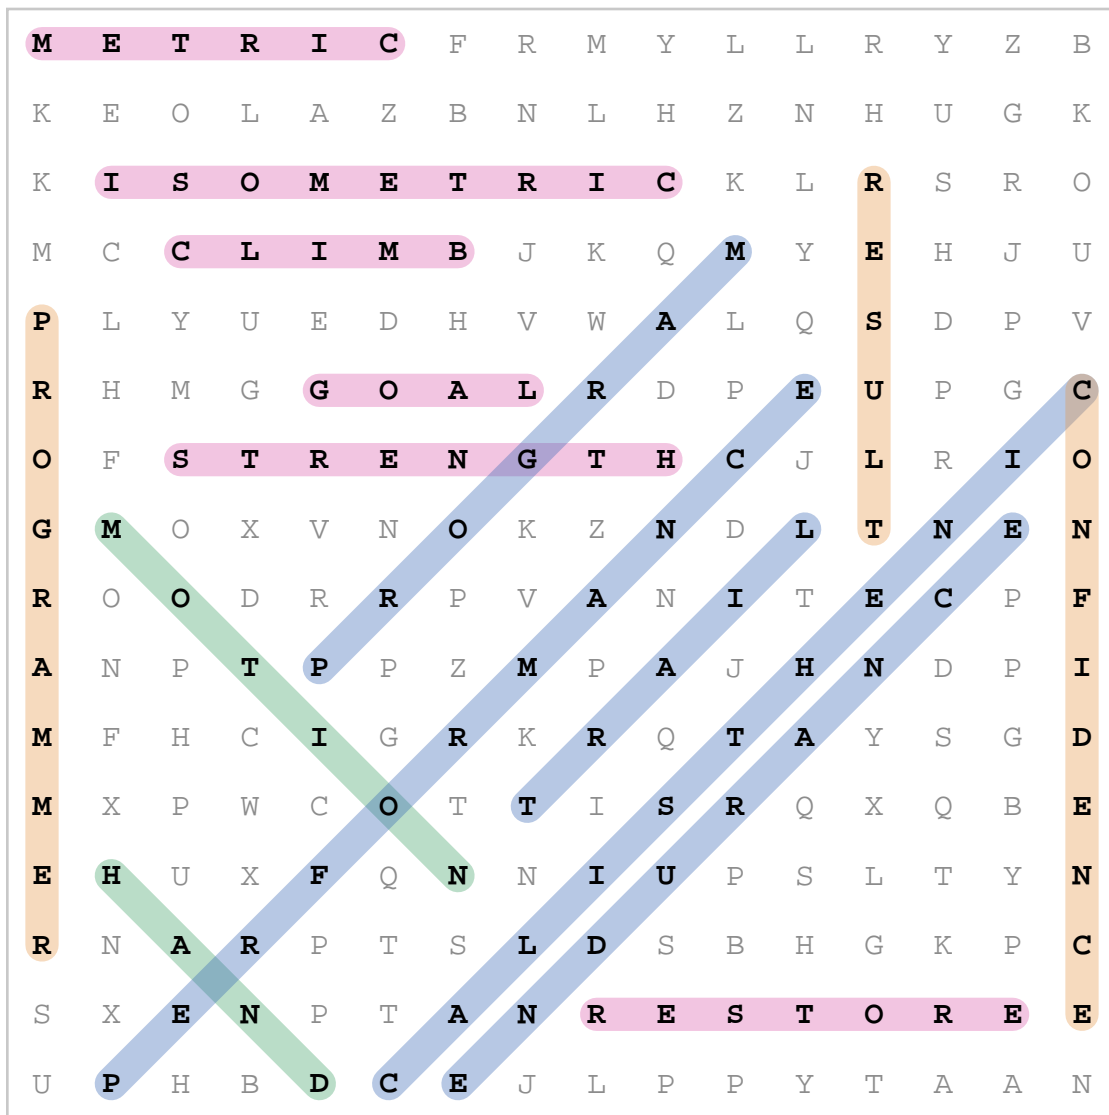 M E T R I C F R M Y L L R Y Z B
K E O L A Z B N L H Z N H U G K
K I S O M E T R I C K L R S R O
M C C L I M B J K Q M Y E H J U
P L Y U E D H V W A L Q S D P V
R H M G G O A L R D P E U P G C
O F S T R E N G T H C J L R I O
G M O X V N O K Z N D L T N E N
R O O D R R P V A N I T E C P F
A N P T P P Z M P A J H N D P I
M F H C I G R K R Q T A Y S G D
M X P W C O T T I S R Q X Q B E
E H U X F Q N N I U P S L T Y N
R N A R P T S L D S B H G K P C
S X E N P T A N R E S T O R E E
U P H B D C E J L P P Y T A A N